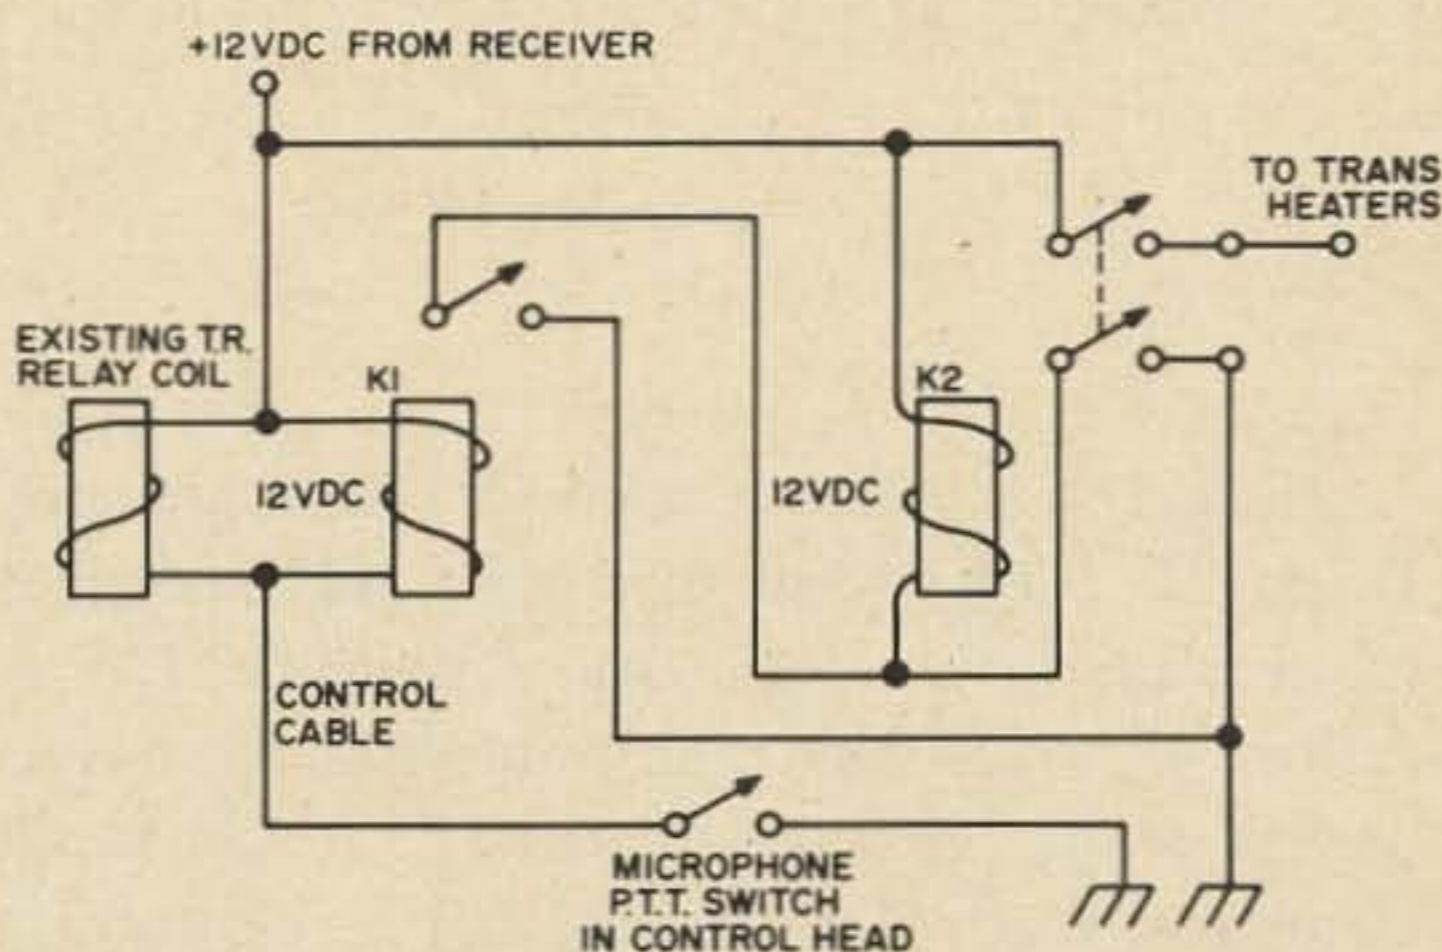 +12VDC FROM RECEIVER
TO TRANS
HEATERS
EXISTING T.R.
RELAY COIL
K1
K2
12VDC
12VDC
CONTROL
CABLE
MICROPHONE
P.T.T. SWITCH
IN CONTROL HEAD